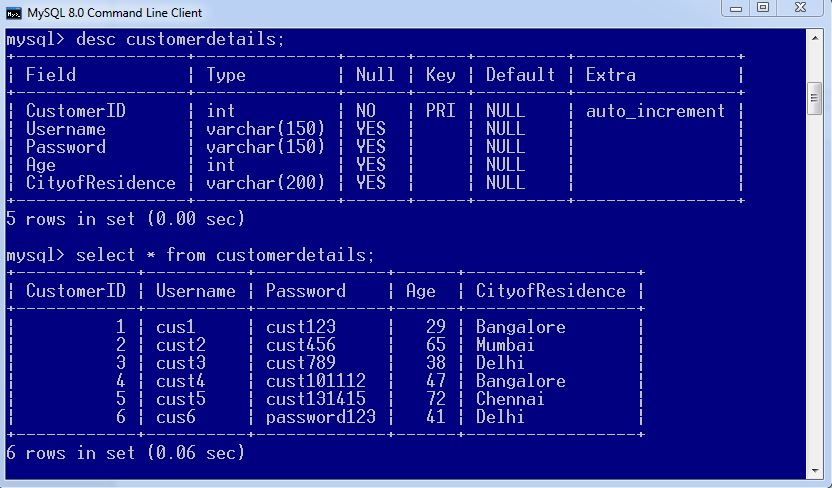 MySQL 8.0 Command Line Client
mysql> desc customerdetails;
+-----------------+--------------+------+-----+---------+----------------+
| Field           | Type         | Null | Key | Default | Extra          |
+-----------------+--------------+------+-----+---------+----------------+
| CustomerID      | int          | NO   | PRI | NULL    | auto_increment |
| Username        | varchar(150) | YES  |     | NULL    |                |
| Password        | varchar(150) | YES  |     | NULL    |                |
| Age             | int          | YES  |     | NULL    |                |
| CityofResidence | varchar(200) | YES  |     | NULL    |                |
+-----------------+--------------+------+-----+---------+----------------+
5 rows in set (0.00 sec)
mysql> select * from customerdetails;
+------------+----------+-------------+------+-----------------+
| CustomerID | Username | Password    | Age  | CityofResidence |
+------------+----------+-------------+------+-----------------+
|          1 | cus1     | cust123     |   29 | Bangalore       |
|          2 | cust2    | cust456     |   65 | Mumbai          |
|          3 | cust3    | cust789     |   38 | Delhi           |
|          4 | cust4    | cust101112  |   47 | Bangalore       |
|          5 | cust5    | cust131415  |   72 | Chennai         |
|          6 | cus6     | password123 |   41 | Delhi           |
+------------+----------+-------------+------+-----------------+
6 rows in set (0.06 sec)